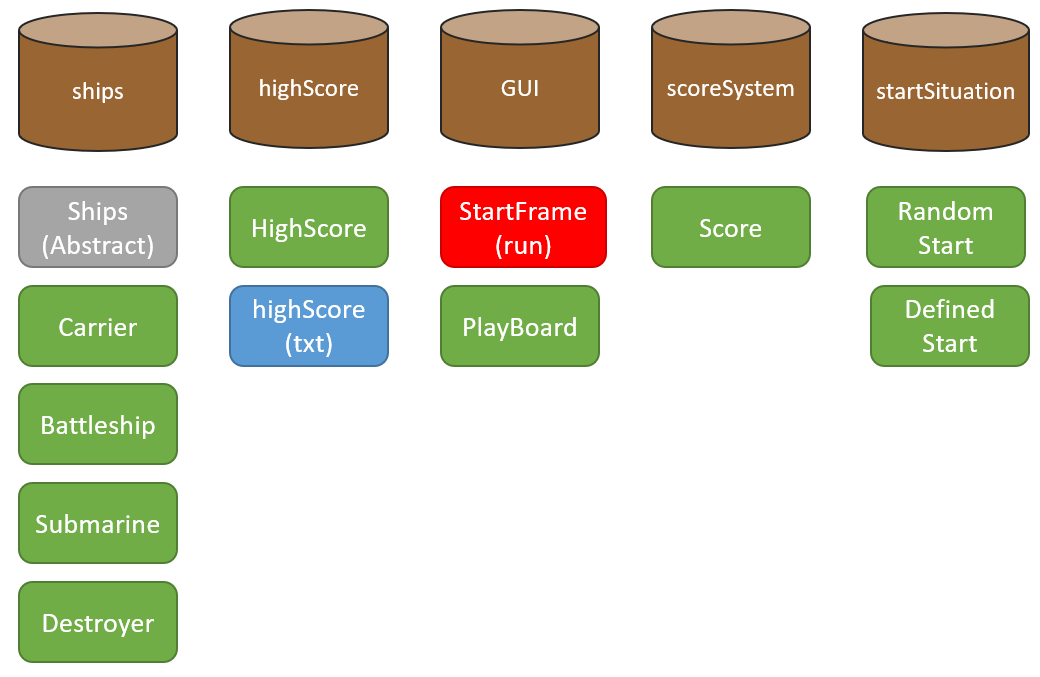 ships
highScore
GUI
scoreSystem
startSituation
Ships
(Abstract)
HighScore
StartFrame
(run)
Score
Random
Start
Carrier
highScore
(txt)
PlayBoard
Defined
Start
Battleship
Submarine
Destroyer